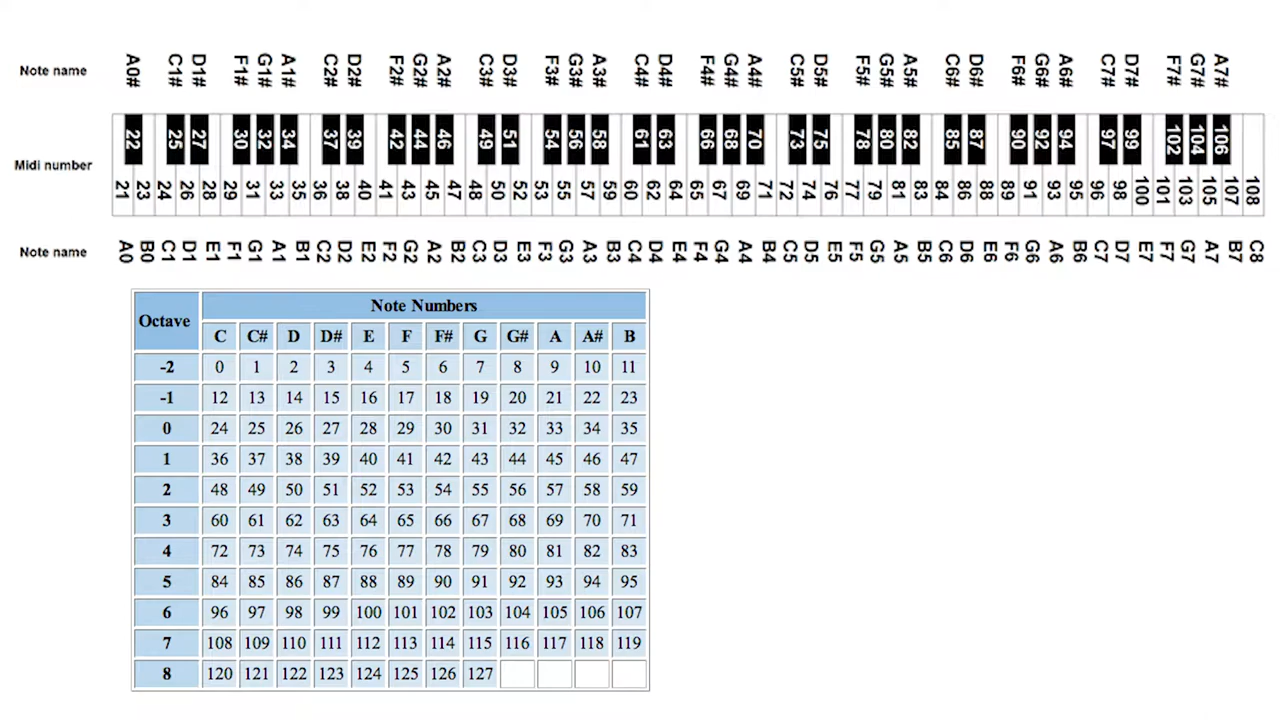 Note name A0# C1# D1# F1# G1# A1# C2# D2# F2# G2# A2# C3# D3# F3# G3# A3# C4# D4# F4# G4# A4# C5# D5# F5# G5# A5# C6# D6# F6# G6# A6# C7# D7# F7# G7# A7#
22 25 27 30 32 34 37 39 42 44 46 49 51 54 56 58 61 63 66 68 70 73 75 78 80 82 85 87 90 92 94 97 99 102 104 106
Midi number
21 23 24 26 28 29 31 33 35 36 38 40 41 43 45 47 48 50 52 53 55 57 59 60 62 64 65 67 69 71 72 74 76 77 79 81 83 84 86 88 89 91 93 95 96 98 100 101 103 105 107 108
Note name A0 B0 C1 D1 E1 F1 G1 A1 B1 C2 D2 E2 F2 G2 A2 B2 C3 D3 E3 F3 G3 A3 B3 C4 D4 E4 F4 G4 A4 B4 C5 D5 E5 F5 G5 A5 B5 C6 D6 E6 F6 G6 A6 B6 C7 D7 E7 F7 G7 A7 B7 C8
Octave Note Numbers
C C# D D# E F F# G G# A A# B
-2 0 1 2 3 4 5 6 7 8 9 10 11
-1 12 13 14 15 16 17 18 19 20 21 22 23
0 24 25 26 27 28 29 30 31 32 33 34 35
1 36 37 38 39 40 41 42 43 44 45 46 47
2 48 49 50 51 52 53 54 55 56 57 58 59
3 60 61 62 63 64 65 66 67 68 69 70 71
4 72 73 74 75 76 77 78 79 80 81 82 83
5 84 85 86 87 88 89 90 91 92 93 94 95
6 96 97 98 99 100 101 102 103 104 105 106 107
7 108 109 110 111 112 113 114 115 116 117 118 119
8 120 121 122 123 124 125 126 127